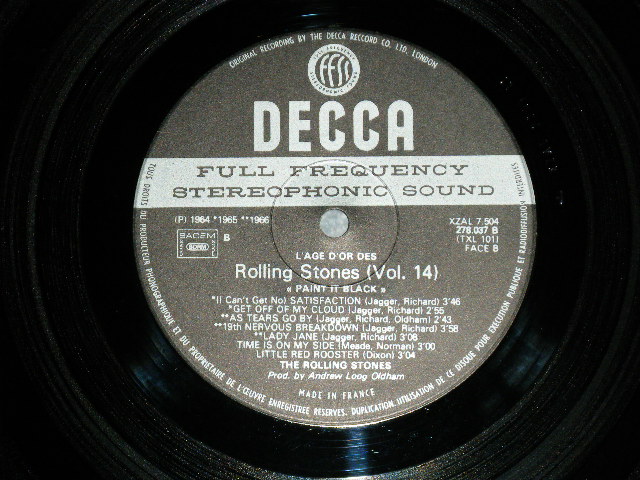 ORIGINAL RECORDING BY THE DECCA RECCORD CO. LTD. LONDON
FULL FREQUENCY
ffss
STEREOPHONIC SOUND
DECCA
FULL FREQUENCY
STEREOPHONIC SOUND
(P) 1964 *1965 **1966
XZAL 7.504
278.037 B
(TXL 101)
FACE B
SACEM
B
L'AGE D'OR DES
Rolling Stones (Vol. 14)
« PAINT IT BLACK »
*(I Can't Get No) SATISFACTION (Jagger, Richard) 3'46
*GET OFF OF MY CLOUD (Jagger, Richard) 2'55
**AS TEARS GO BY (Jagger, Richard, Oldham) 2'43
**19th NERVOUS BREAKDOWN (Jagger, Richard) 3'58
**LADY JANE (Jagger, Richard) 3'08
TIME IS ON MY SIDE (Meade, Norman) 3'00
LITTLE RED ROOSTER (Dixon) 3'04
THE ROLLING STONES
Prod. by Andrew Loog Oldham
MADE IN FRANCE
TOUS DROITS DU PRODUCTEUR PHONOGRAPHIQUE ET DU PROPRIETAIRE DE L'ŒUVRE ENREGISTREE RESERVES. DUPLICATION, UTILISATION DE CE DISQUE POUR EXECUTION PUBLIQUE ET RADIODIFFUSION INTERDITES